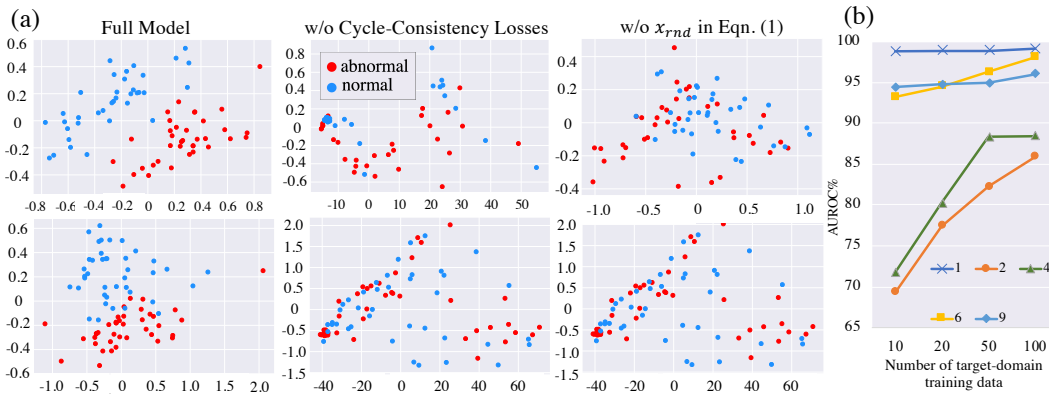 (a)
Full Model
w/o Cycle-Consistency Losses
w/o x_rnd in Eqn. (1)
(b)
abnormal
normal
0.6
0.4
0.2
0
-0.2
-0.4
-0.8 -0.6 -0.4 -0.2 0 0.2 0.4 0.6 0.8
0.8
0.6
0.4
0.2
0
-0.2
-0.4
-0.6
-10 0 10 20 30 40 50
0.4
0.2
0
-0.2
-0.4
-1.0 -0.5 0 0.5 1.0
0.6
0.4
0.2
0
-0.2
-0.4
-0.6
-1.0 -0.5 0 0.5 1.0 1.5 2.0
2.0
1.5
1.0
0.5
0
-0.5
-1.0
-1.5
-40 -20 0 20 40 60
2.0
1.5
1.0
0.5
0
-0.5
-1.0
-1.5
-40 -20 0 20 40 60
AUROC%
100
95
90
85
80
75
70
65
1 2 4
6 9
10 20 50 100
Number of target-domain
training data